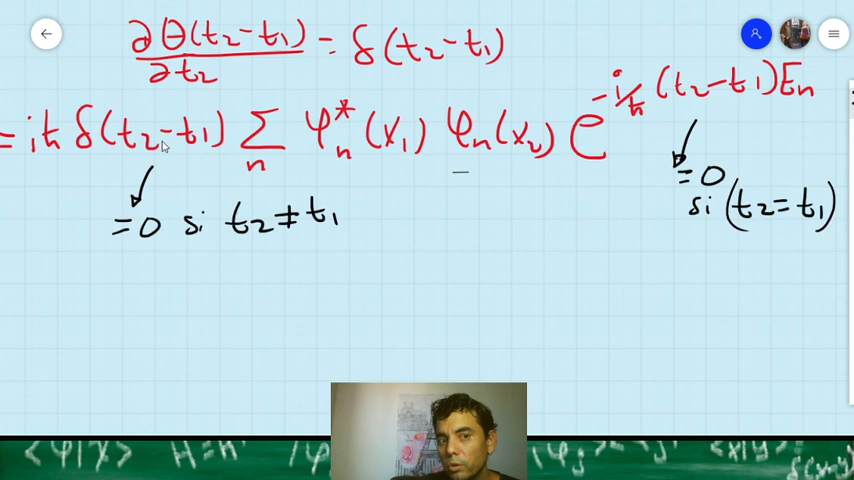 ∂θ(t₂-t₁)/∂t₂ = δ(t₂-t₁)
= iħ δ(t₂-t₁) ∑ₙ φₙ*(x₁) φₙ(x₂) e^{-i/ħ (t₂-t₁)Eₙ}
=0 si t₂≠t₁
=0
si (t₂=t₁)